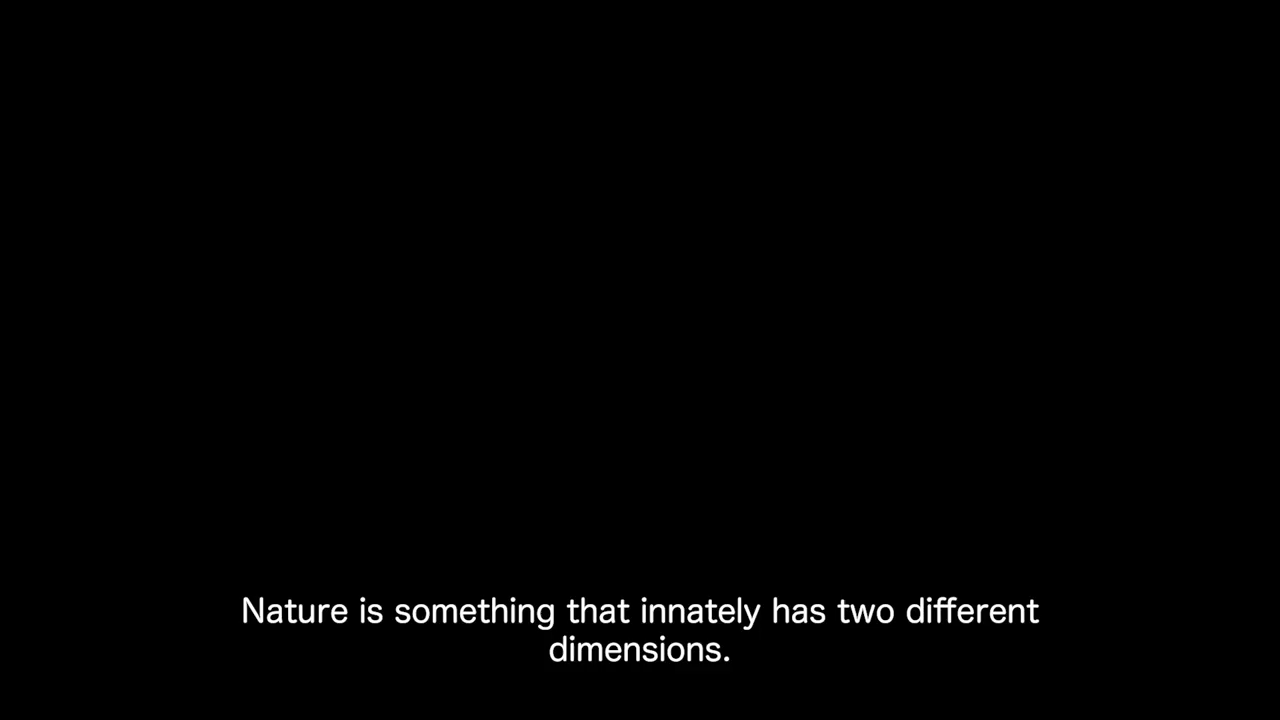 Nature is something that innately has two different
dimensions.